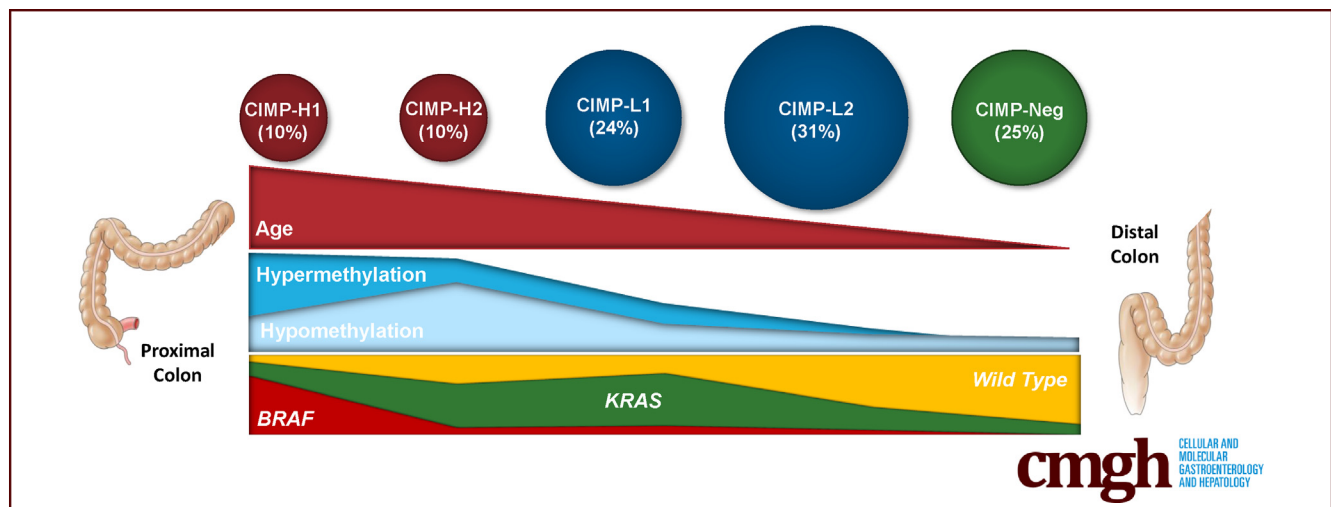 CIMP-H1
(10%)
CIMP-H2
(10%)
CIMP-L1
(24%)
CIMP-L2
(31%)
CIMP-Neg
(25%)
Age
Hypermethylation
Hypomethylation
BRAF
KRAS
Wild Type
Proximal
Colon
Distal
Colon
cmgh
CELLULAR AND
MOLECULAR
GASTROENTEROLOGY
AND HEPATOLOGY